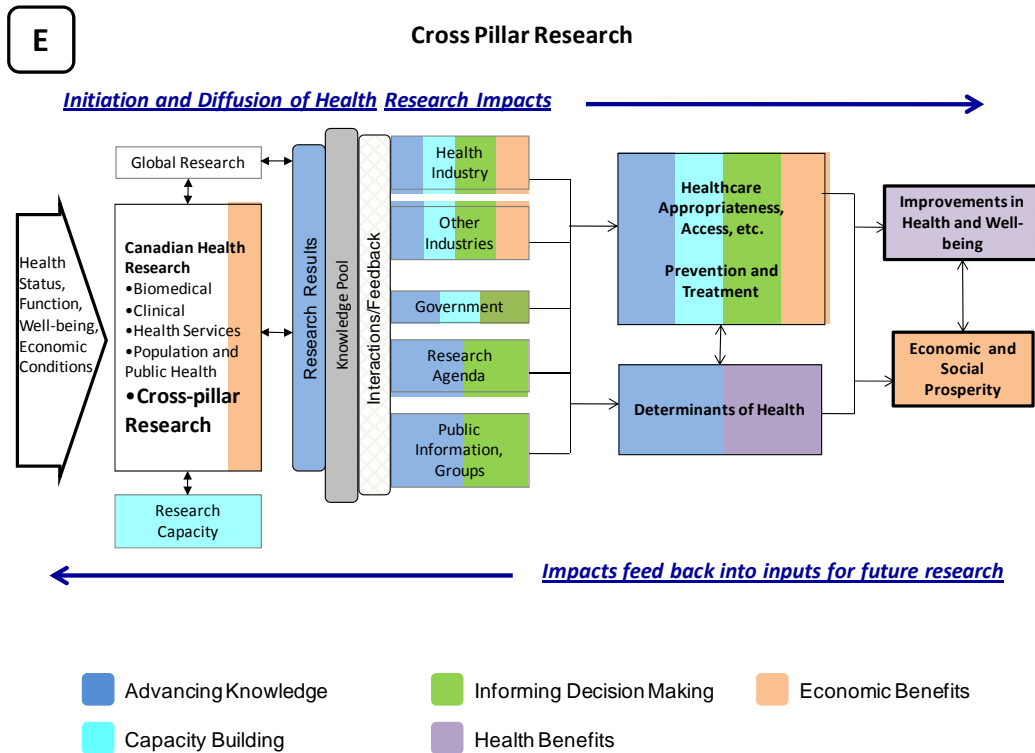 E
Cross Pillar Research
Initiation and Diffusion of Health Research Impacts
Health
Status,
Function,
Well-being,
Economic
Conditions
Global Research
Canadian Health
Research
•Biomedical
•Clinical
•Health Services
•Population and
Public Health
•Cross-pillar
Research
Research
Capacity
Research Results
Knowledge Pool
Interactions/Feedback
Health
Industry
Other
Industries
Government
Research
Agenda
Public
Information,
Groups
Healthcare
Appropriateness,
Access, etc.
Prevention and
Treatment
Determinants of Health
Improvements in
Health and Well-
being
Economic and
Social
Prosperity
Impacts feed back into inputs for future research
Advancing Knowledge
Informing Decision Making
Economic Benefits
Capacity Building
Health Benefits